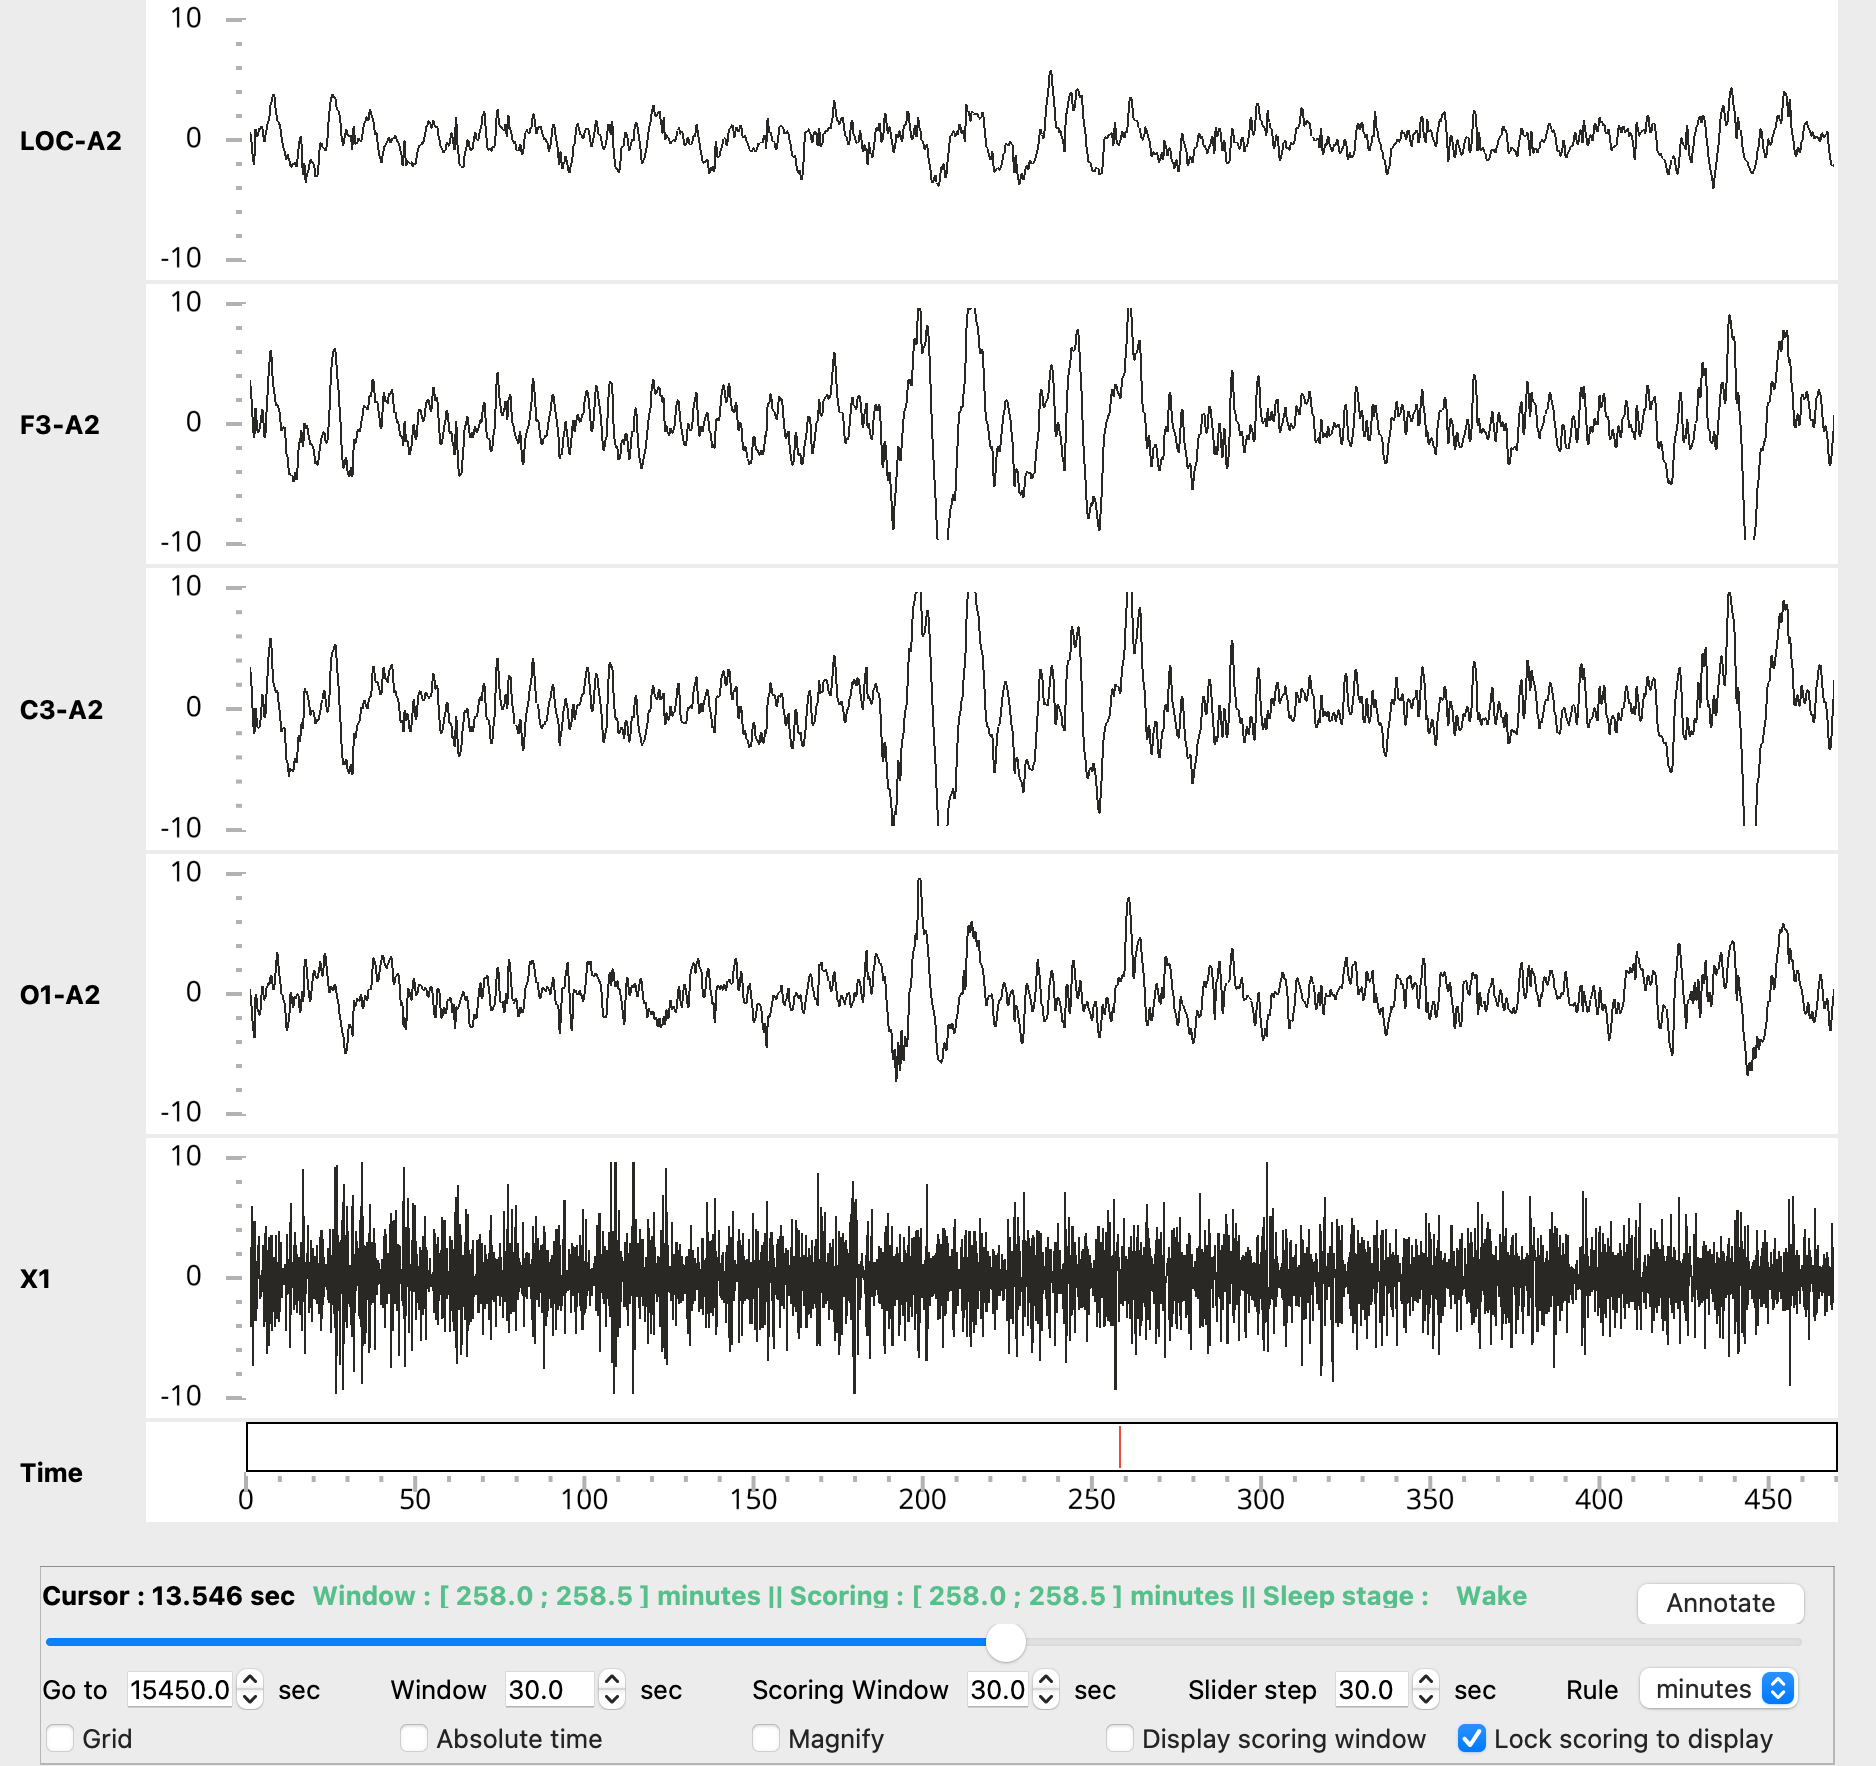 10
LOC-A2
0
-10
10
F3-A2
0
-10
10
C3-A2
0
-10
10
O1-A2
0
-10
10
X1
0
-10
Time
0 50 100 150 200 250 300 350 400 450
Cursor : 13.546 sec Window : [ 258.0 ; 258.5 ] minutes || Scoring : [ 258.0 ; 258.5 ] minutes || Sleep stage : Wake Annotate
Go to 15450.0 sec Window 30.0 sec Scoring Window 30.0 sec Slider step 30.0 sec Rule minutes
Grid Absolute time Magnify Display scoring window Lock scoring to display